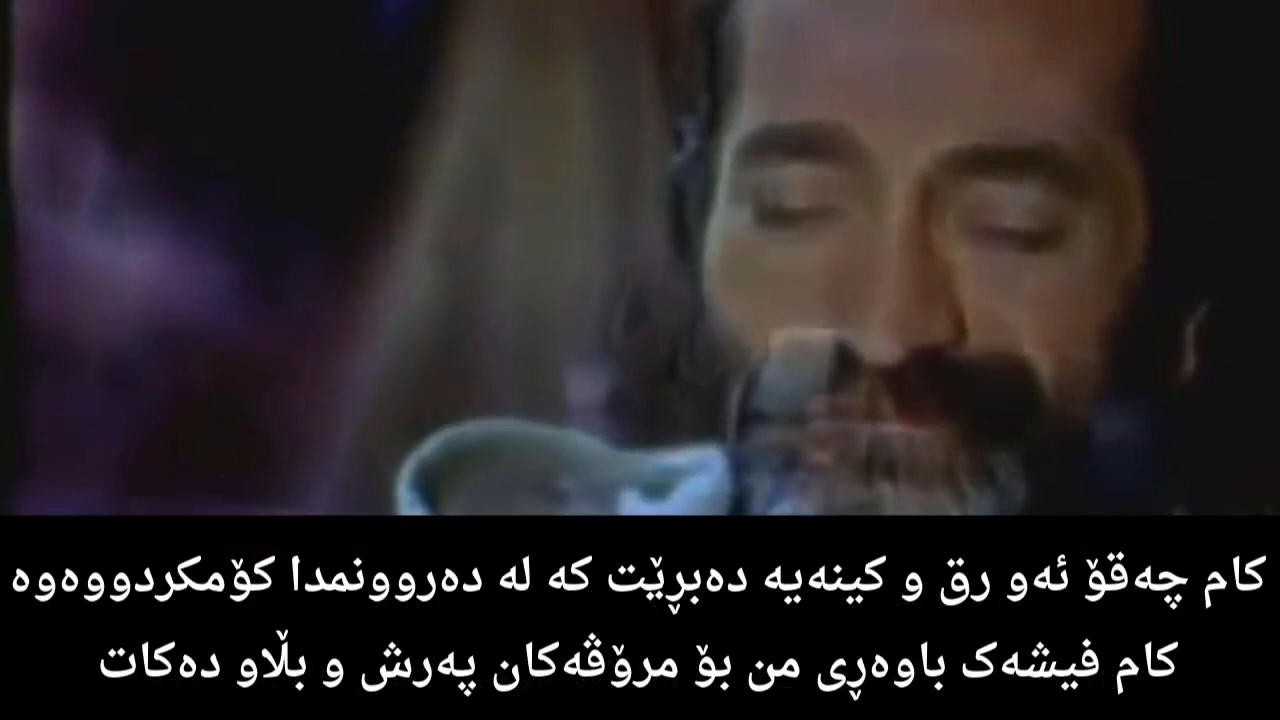 کام چەقۆ ئەو رق و کینەیە دەبڕێت کە لە دەروونمدا کۆمکردووەوە
کام فیشەک باوەڕی من بۆ مرۆڤەکان پەرش و بڵاو دەکات